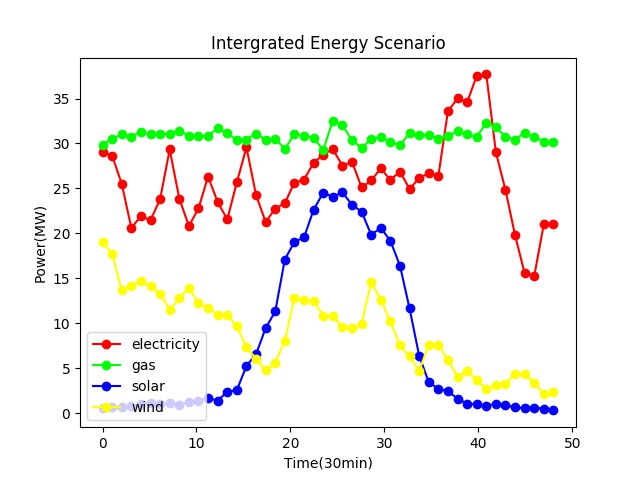 Intergrated Energy Scenario
Power(MW)
35
30
25
20
15
10
5
0
electricity
gas
solar
wind
0 10 20 30 40 50
Time(30min)